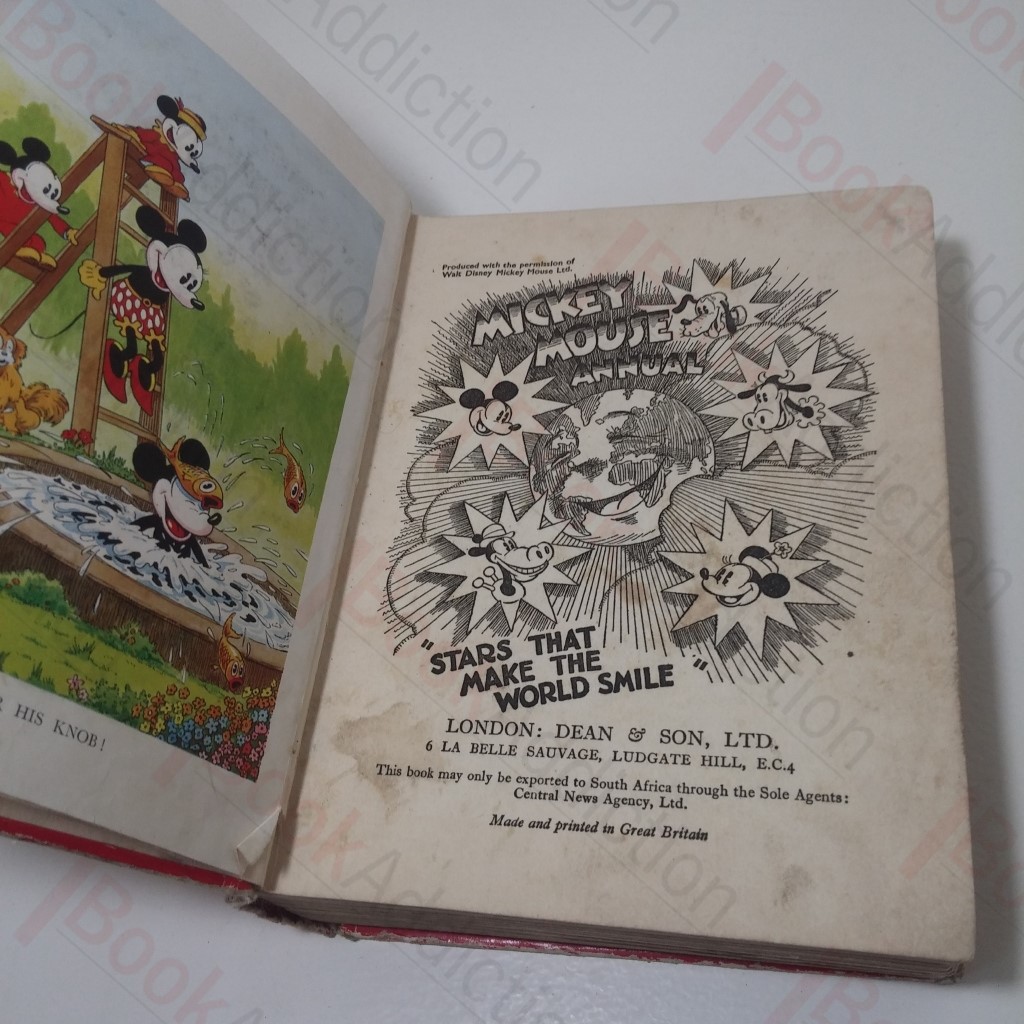 HIS KNOB!
Produced with the permission of
Walt Disney Mickey Mouse Ltd.
MICKEY
MOUSE
ANNUAL
"STARS THAT
MAKE THE
WORLD SMILE"
LONDON: DEAN & SON, LTD.
6 LA BELLE SAUVAGE, LUDGATE HILL, E.C.4
This book may only be exported to South Africa through the Sole Agents:
Central News Agency, Ltd.
Made and printed in Great Britain
BookAddiction